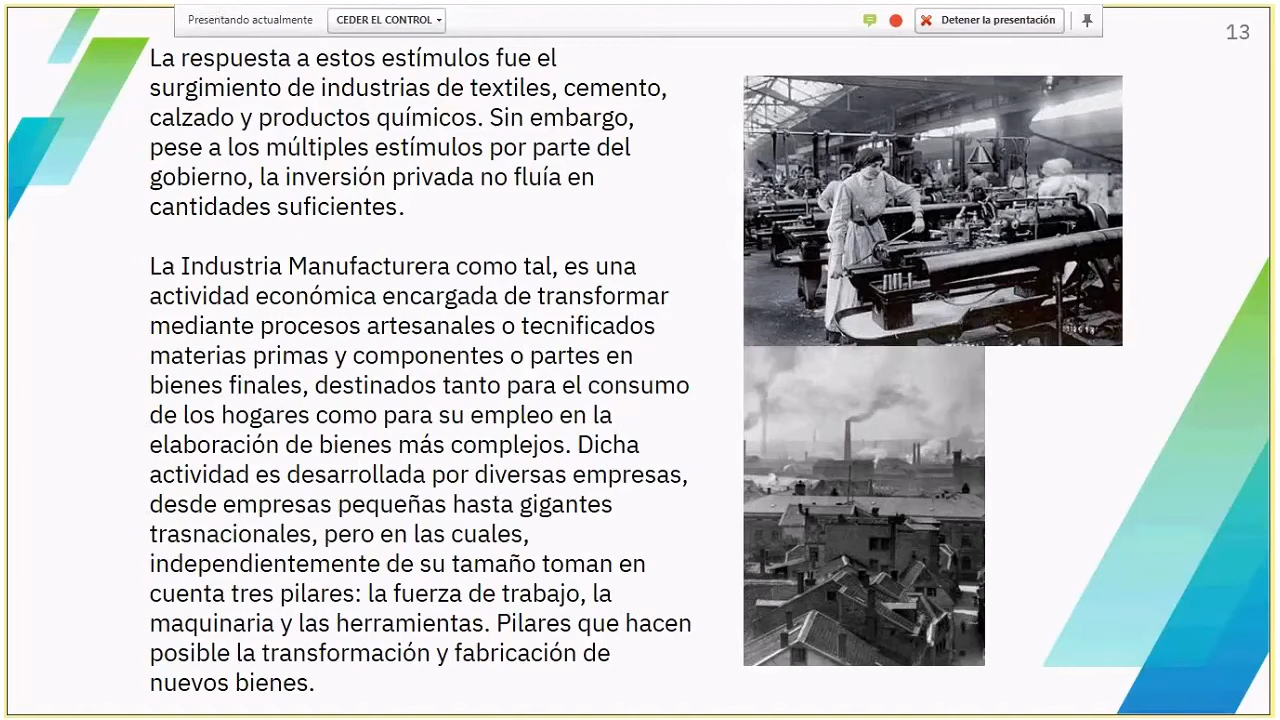 Presentando actualmente
CEDER EL CONTROL
Detener la presentación
13
La respuesta a estos estímulos fue el
surgimiento de industrias de textiles, cemento,
calzado y productos químicos. Sin embargo,
pese a los múltiples estímulos por parte del
gobierno, la inversión privada no fluía en
cantidades suficientes.
La Industria Manufacturera como tal, es una
actividad económica encargada de transformar
mediante procesos artesanales o tecnificados
materias primas y componentes o partes en
bienes finales, destinados tanto para el consumo
de los hogares como para su empleo en la
elaboración de bienes más complejos. Dicha
actividad es desarrollada por diversas empresas,
desde empresas pequeñas hasta gigantes
trasnacionales, pero en las cuales,
independientemente de su tamaño toman en
cuenta tres pilares: la fuerza de trabajo, la
maquinaria y las herramientas. Pilares que hacen
posible la transformación y fabricación de
nuevos bienes.